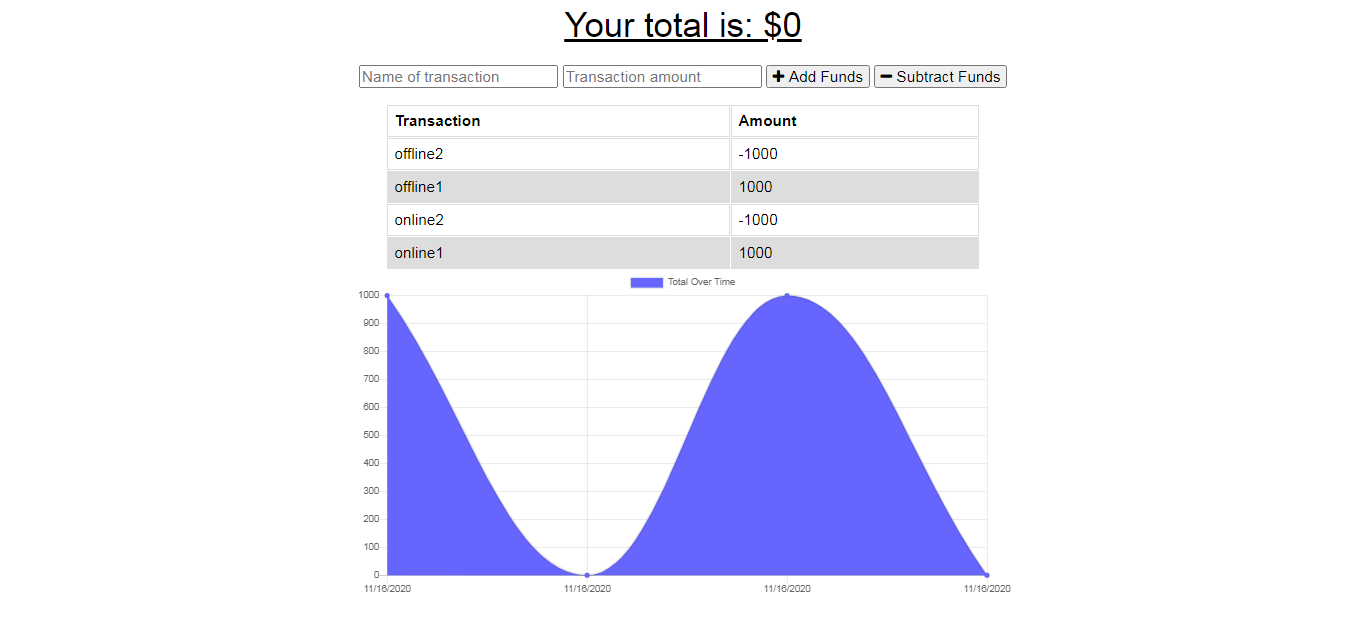 Your total is: $0
Name of transaction Transaction amount Add Funds Subtract Funds
Transaction Amount
offline2 -1000
offline1 1000
online2 -1000
online1 1000
Total Over Time
1000
900
800
700
600
500
400
300
200
100
0
11/16/2020 11/16/2020 11/16/2020 11/16/2020